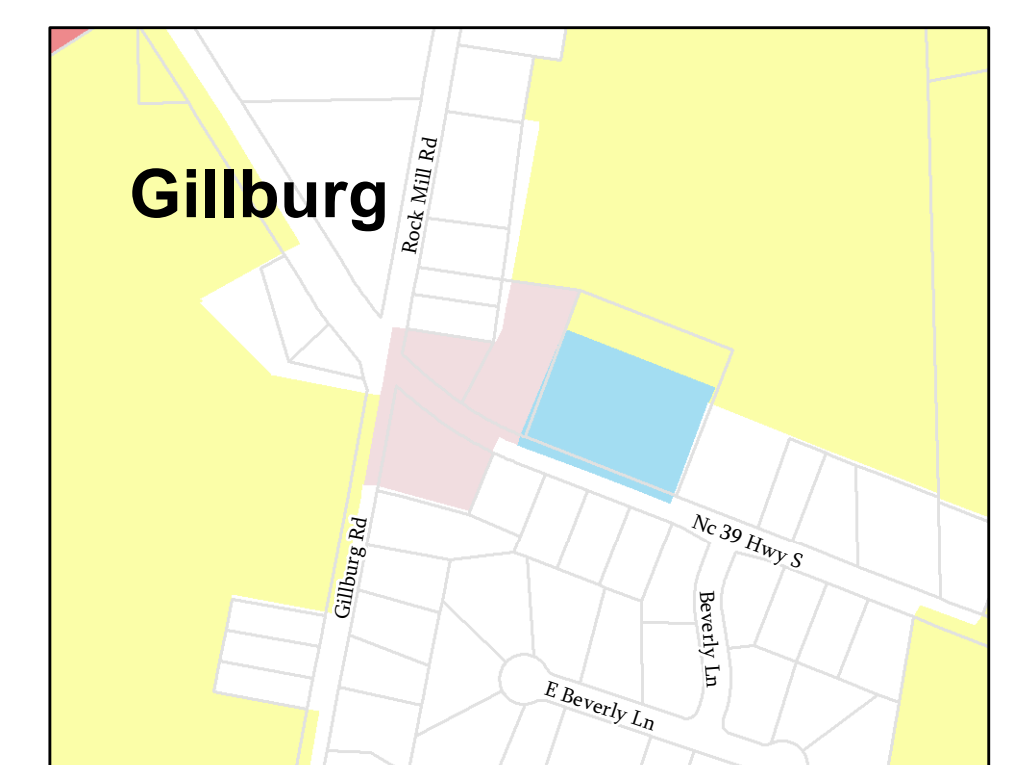 Gillburg
Rock Mill Rd
Gillburg Rd
Nc 39 Hwy S
Beverly Ln
E Beverly Ln